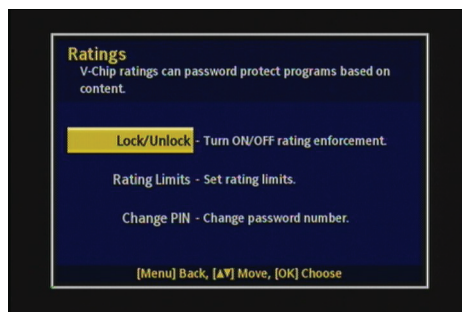 Ratings
V-Chip ratings can password protect programs based on
content.
Lock/Unlock - Turn ON/OFF rating enforcement.
Rating Limits - Set rating limits.
Change PIN - Change password number.
[Menu] Back, [▲▼] Move, [OK] Choose